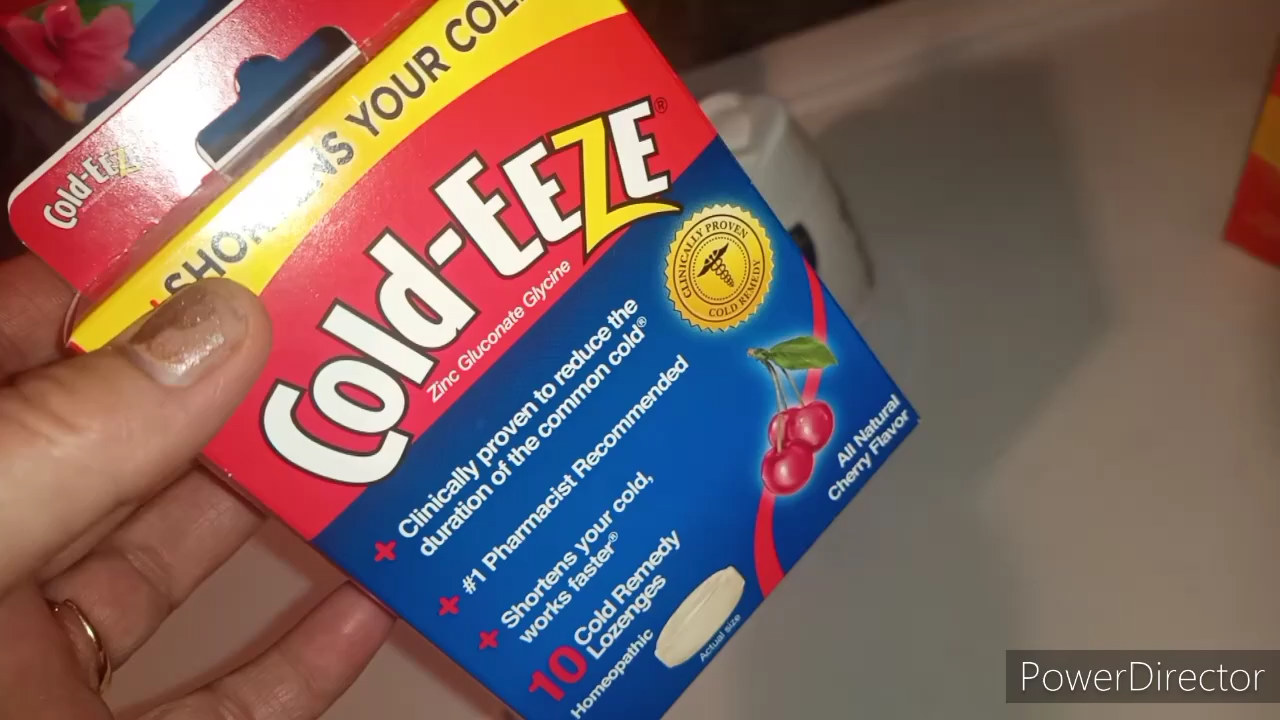 Cold-EEZE
SHORTENS YOUR COLD
Cold-EEZE®
Zinc Gluconate Glycine
CLINICALLY PROVEN
COLD REMEDY
+ Clinically proven to reduce the
duration of the common cold®
+ #1 Pharmacist Recommended
+ Shortens your cold,
works faster®
10 Cold Remedy
Lozenges
Homeopathic
Actual size
All Natural
Cherry Flavor
PowerDirector